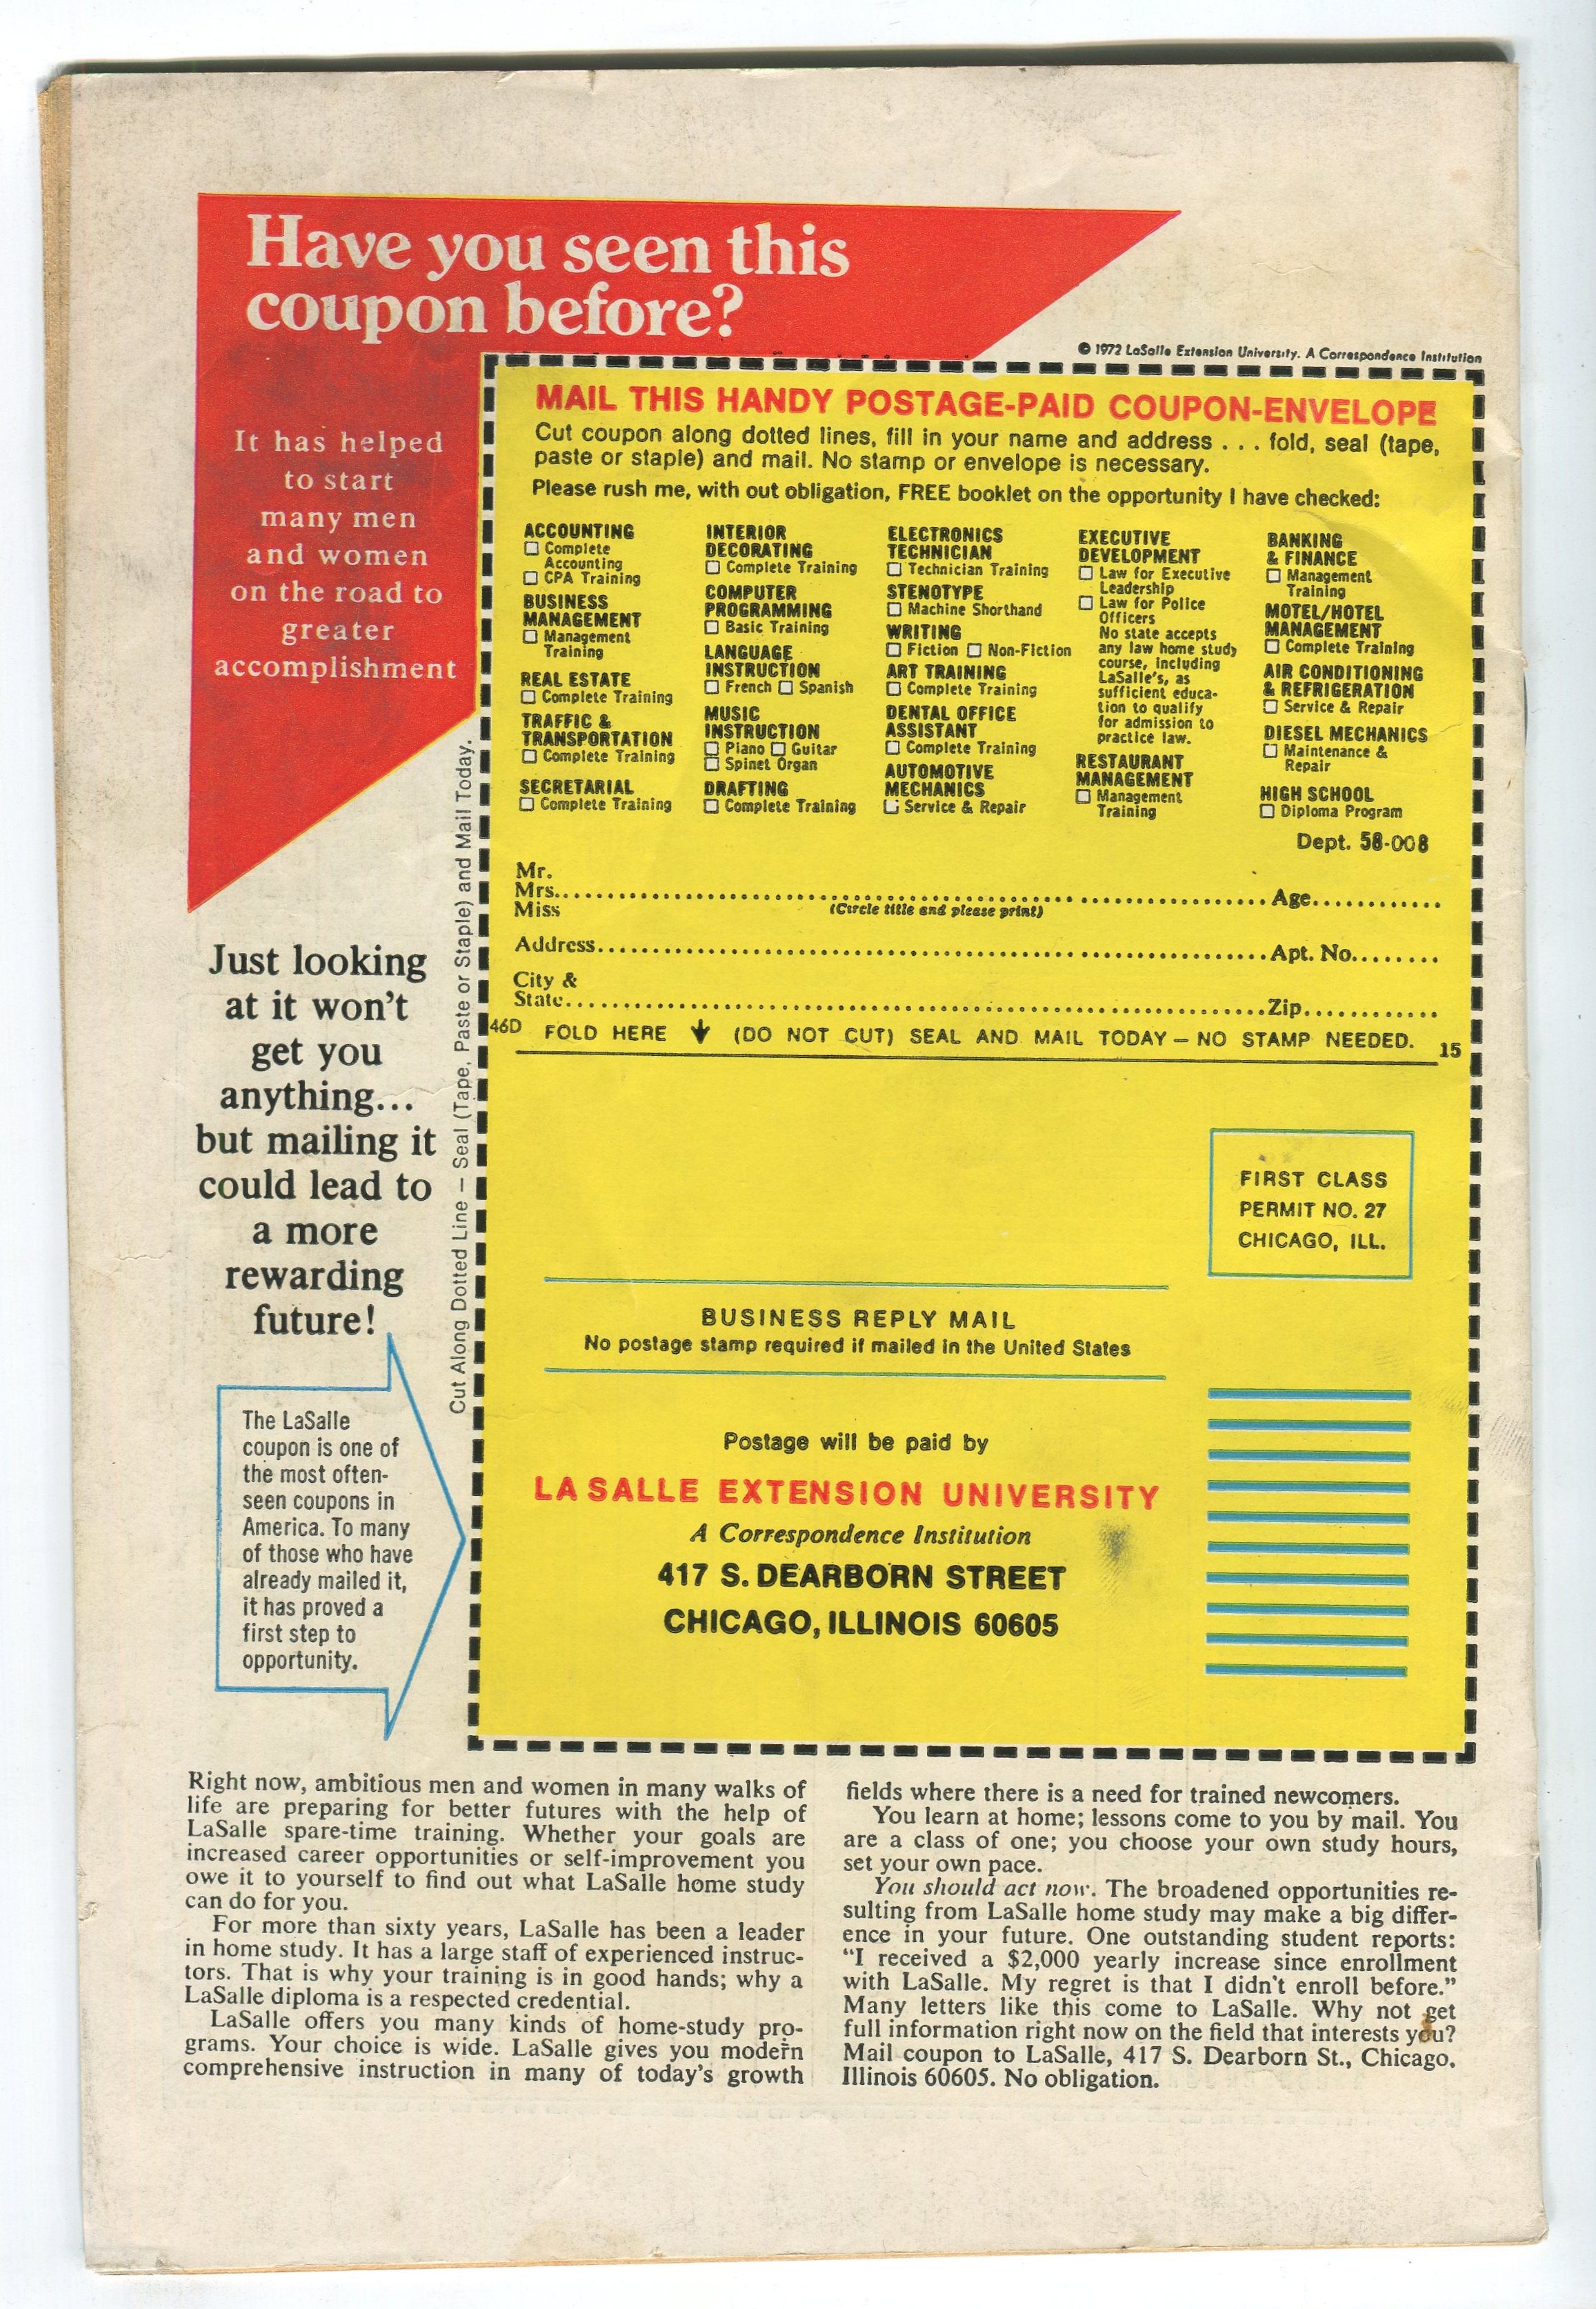 Have you seen this
coupon before?
It has helped
to start
many men
and women
on the road to
greater
accomplishment
© 1972 LaSalle Extension University. A Correspondence Institution
MAIL THIS HANDY POSTAGE-PAID COUPON-ENVELOPE
Cut coupon along dotted lines, fill in your name and address . . . fold, seal (tape,
paste or staple) and mail. No stamp or envelope is necessary.
Please rush me, with out obligation, FREE booklet on the opportunity I have checked:
ACCOUNTING
☐ Complete
Accounting
☐ CPA Training
BUSINESS
MANAGEMENT
☐ Management
Training
REAL ESTATE
☐ Complete Training
TRAFFIC &
TRANSPORTATION
☐ Complete Training
SECRETARIAL
☐ Complete Training
INTERIOR
DECORATING
☐ Complete Training
COMPUTER
PROGRAMMING
☐ Basic Training
LANGUAGE
INSTRUCTION
☐ French ☐ Spanish
MUSIC
INSTRUCTION
☐ Piano ☐ Guitar
☐ Spinet Organ
DRAFTING
☐ Complete Training
ELECTRONICS
TECHNICIAN
☐ Technician Training
STENOTYPE
☐ Machine Shorthand
WRITING
☐ Fiction ☐ Non-Fiction
ART TRAINING
☐ Complete Training
DENTAL OFFICE
ASSISTANT
☐ Complete Training
AUTOMOTIVE
MECHANICS
☐ Service & Repair
EXECUTIVE
DEVELOPMENT
☐ Law for Executive
Leadership
☐ Law for Police
Officers
No state accepts
any law home study
course, including
LaSalle's, as
sufficient educa-
tion to qualify
for admission to
practice law.
RESTAURANT
MANAGEMENT
☐ Management
Training
BANKING
& FINANCE
☐ Management
Training
MOTEL/HOTEL
MANAGEMENT
☐ Complete Training
AIR CONDITIONING
& REFRIGERATION
☐ Service & Repair
DIESEL MECHANICS
☐ Maintenance &
Repair
HIGH SCHOOL
☐ Diploma Program
Dept. 58-008
Mr.
Mrs. Age
Miss (Circle title and please print)
Address Apt. No.
City &
State Zip
46D FOLD HERE (DO NOT CUT) SEAL AND MAIL TODAY — NO STAMP NEEDED. 15
Cut Along Dotted Line — Seal (Tape, Paste or Staple) and Mail Today.
Just looking
at it won't
get you
anything...
but mailing it
could lead to
a more
rewarding
future!
The LaSalle
coupon is one of
the most often-
seen coupons in
America. To many
of those who have
already mailed it,
it has proved a
first step to
opportunity.
FIRST CLASS
PERMIT NO. 27
CHICAGO, ILL.
BUSINESS REPLY MAIL
No postage stamp required if mailed in the United States
Postage will be paid by
LA SALLE EXTENSION UNIVERSITY
A Correspondence Institution
417 S. DEARBORN STREET
CHICAGO, ILLINOIS 60605
Right now, ambitious men and women in many walks of
life are preparing for better futures with the help of
LaSalle spare-time training. Whether your goals are
increased career opportunities or self-improvement you
owe it to yourself to find out what LaSalle home study
can do for you.
For more than sixty years, LaSalle has been a leader
in home study. It has a large staff of experienced instruc-
tors. That is why your training is in good hands; why a
LaSalle diploma is a respected credential.
LaSalle offers you many kinds of home-study pro-
grams. Your choice is wide. LaSalle gives you modern
comprehensive instruction in many of today's growth
fields where there is a need for trained newcomers.
You learn at home; lessons come to you by mail. You
are a class of one; you choose your own study hours,
set your own pace.
You should act now. The broadened opportunities re-
sulting from LaSalle home study may make a big differ-
ence in your future. One outstanding student reports:
“I received a $2,000 yearly increase since enrollment
with LaSalle. My regret is that I didn't enroll before.”
Many letters like this come to LaSalle. Why not get
full information right now on the field that interests you?
Mail coupon to LaSalle, 417 S. Dearborn St., Chicago,
Illinois 60605. No obligation.